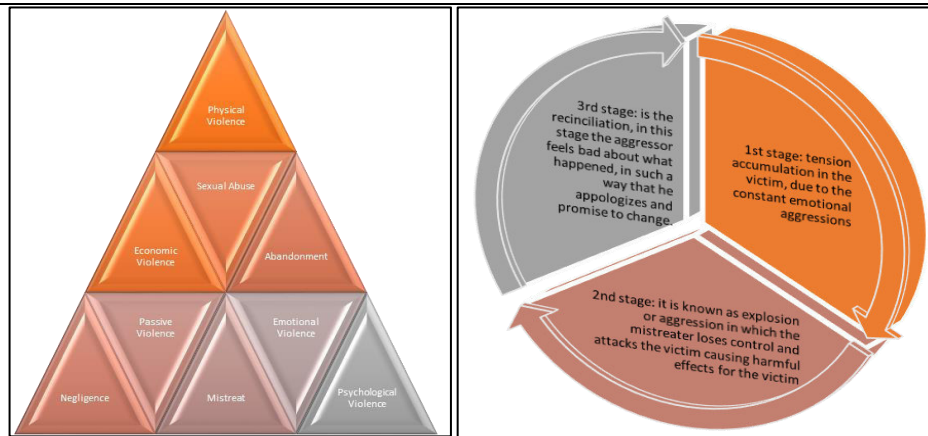 Physical
Violence
Sexual Abuse
Economic
Violence
Abandonment
Passive
Violence
Emotional
Violence
Negligence
Mistreat
Psychological
Violence
3rd stage: is the
recinciliation, in this
stage the aggressor
feels bad about what
happened, in such a
way that he
appologizes and
promise to change.
1st stage: tension
accumulation in the
victim, due to the
constant emotional
aggressions
2nd stage: it is known as explosion
or aggression in which the
mistreater loses control and
attacks the victim causing harmful
effects for the victim